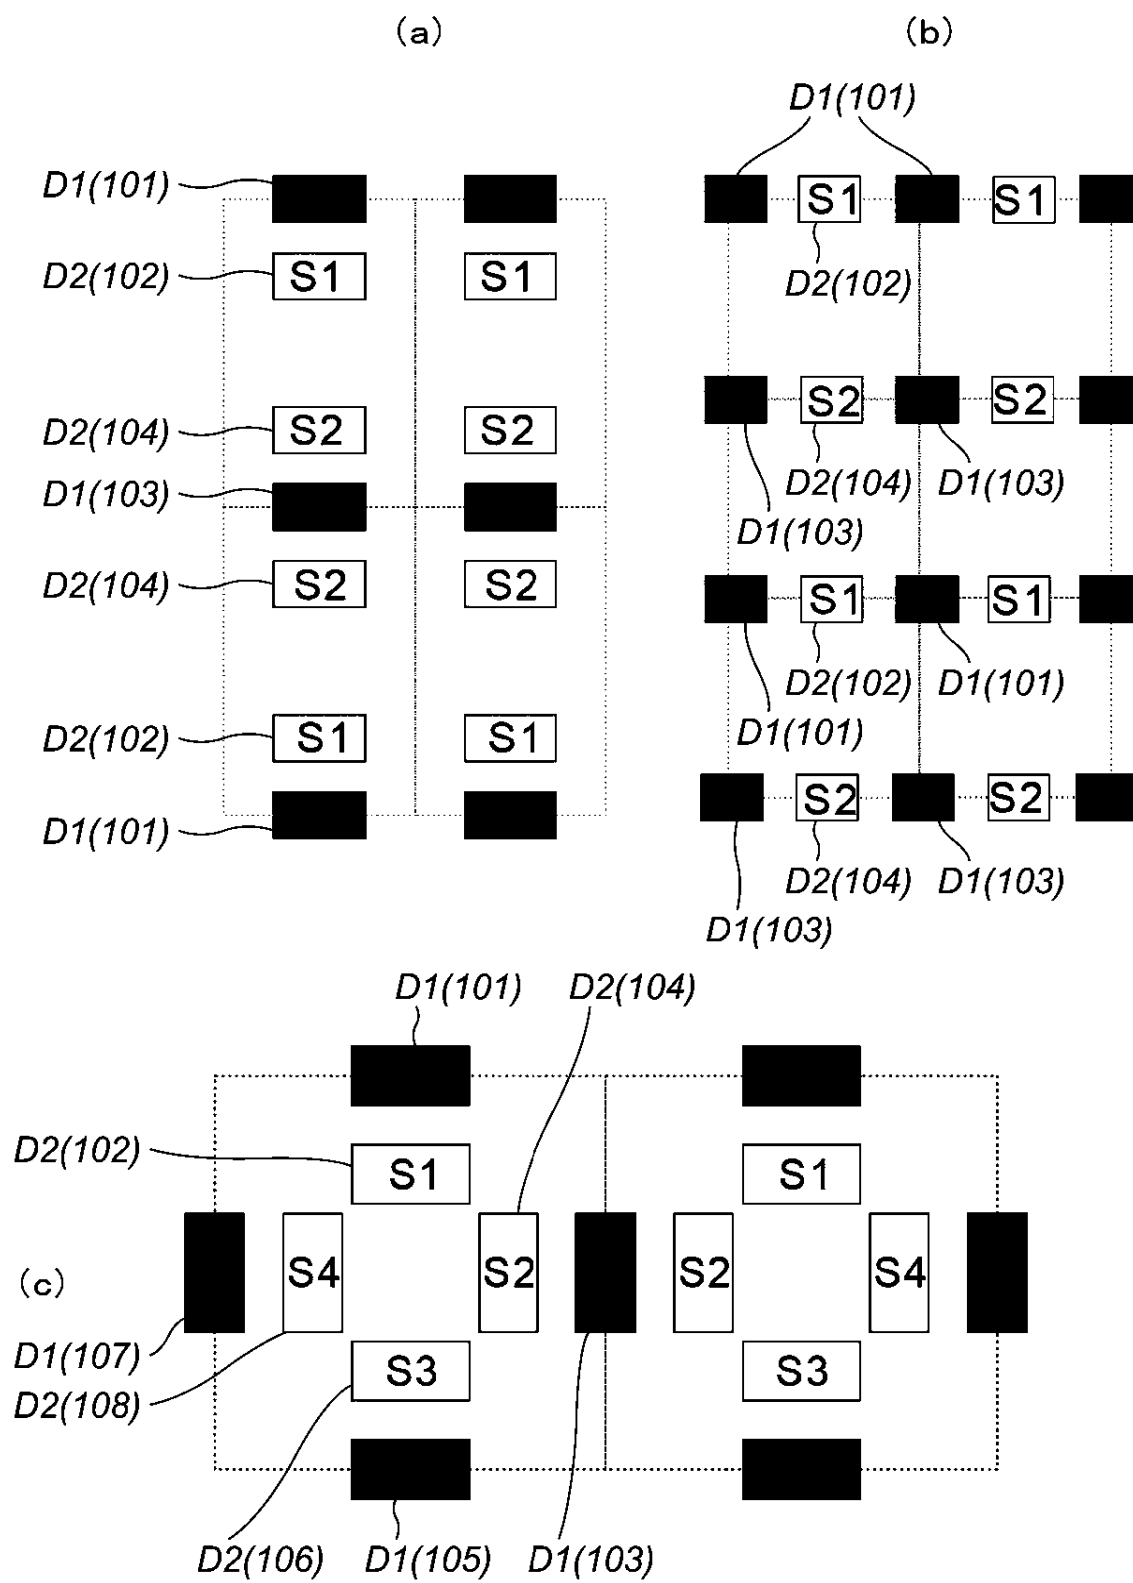 (a)
(b)
D1(101)
D1(101)
S1 S1
D2(102)
S1 S1
D2(102)
D2(104)
S2 S2
S2 S2
D1(103)
D2(104)
D1(103)
D1(103)
D2(104)
S2 S2
S1 S1
D2(102)
D1(101)
D2(102)
S1 S1
D1(101)
D1(101)
S2 S2
D2(104)
D1(103)
D1(103)
D1(101)
D2(104)
D2(102)
S1 S1
(c)
S4 S2 S2 S4
D1(107)
D2(108)
S3 S3
D2(106)
D1(105)
D1(103)